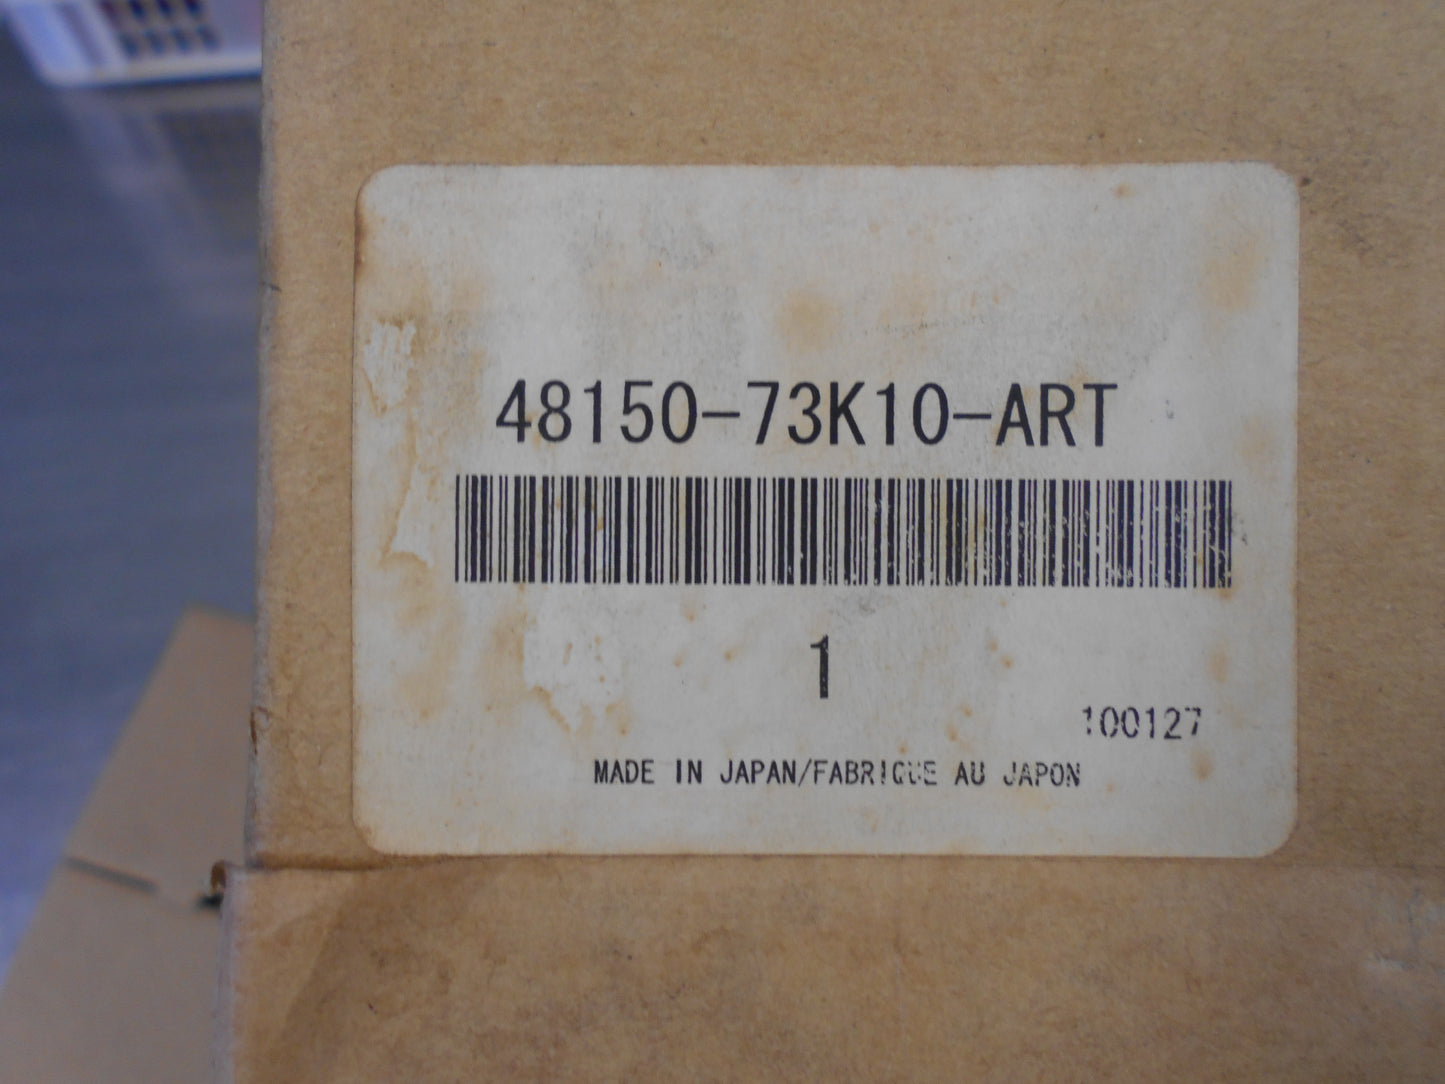 48150-73K10-ART
1
100127
MADE IN JAPAN/FABRIQUE AU JAPON